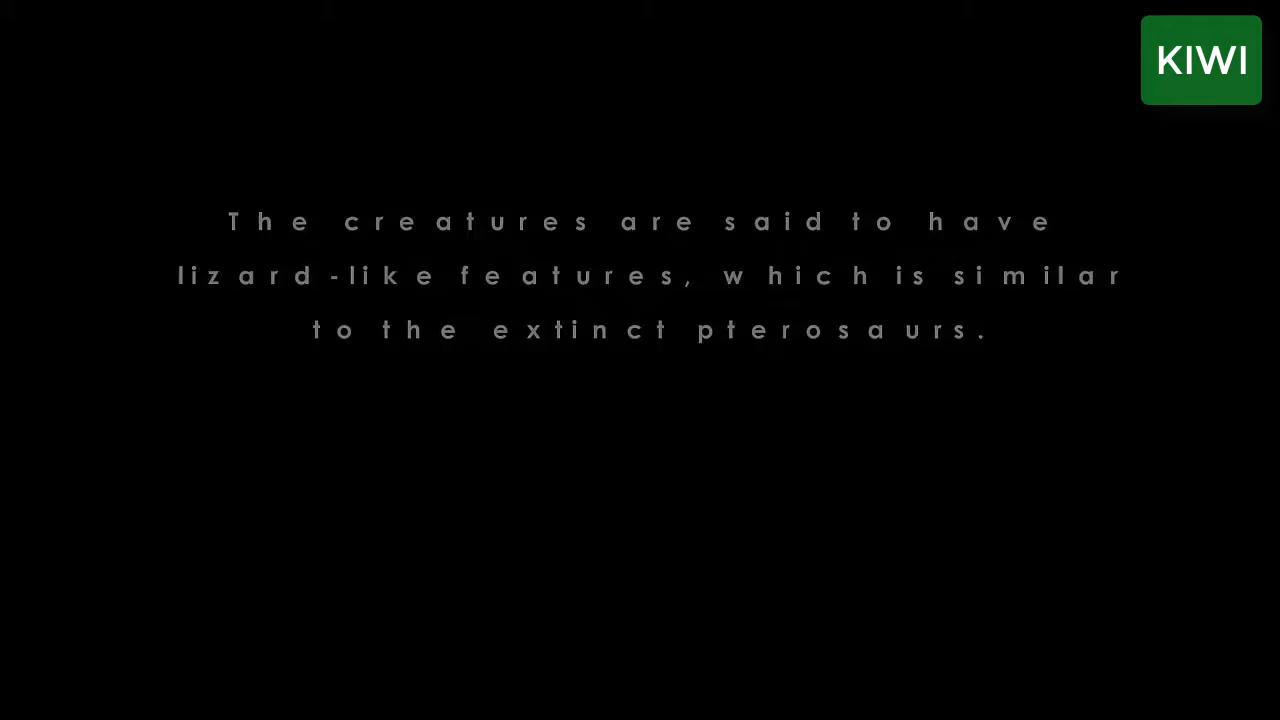 KIWI
The creatures are said to have
lizard-like features, which is similar
to the extinct pterosaurs.